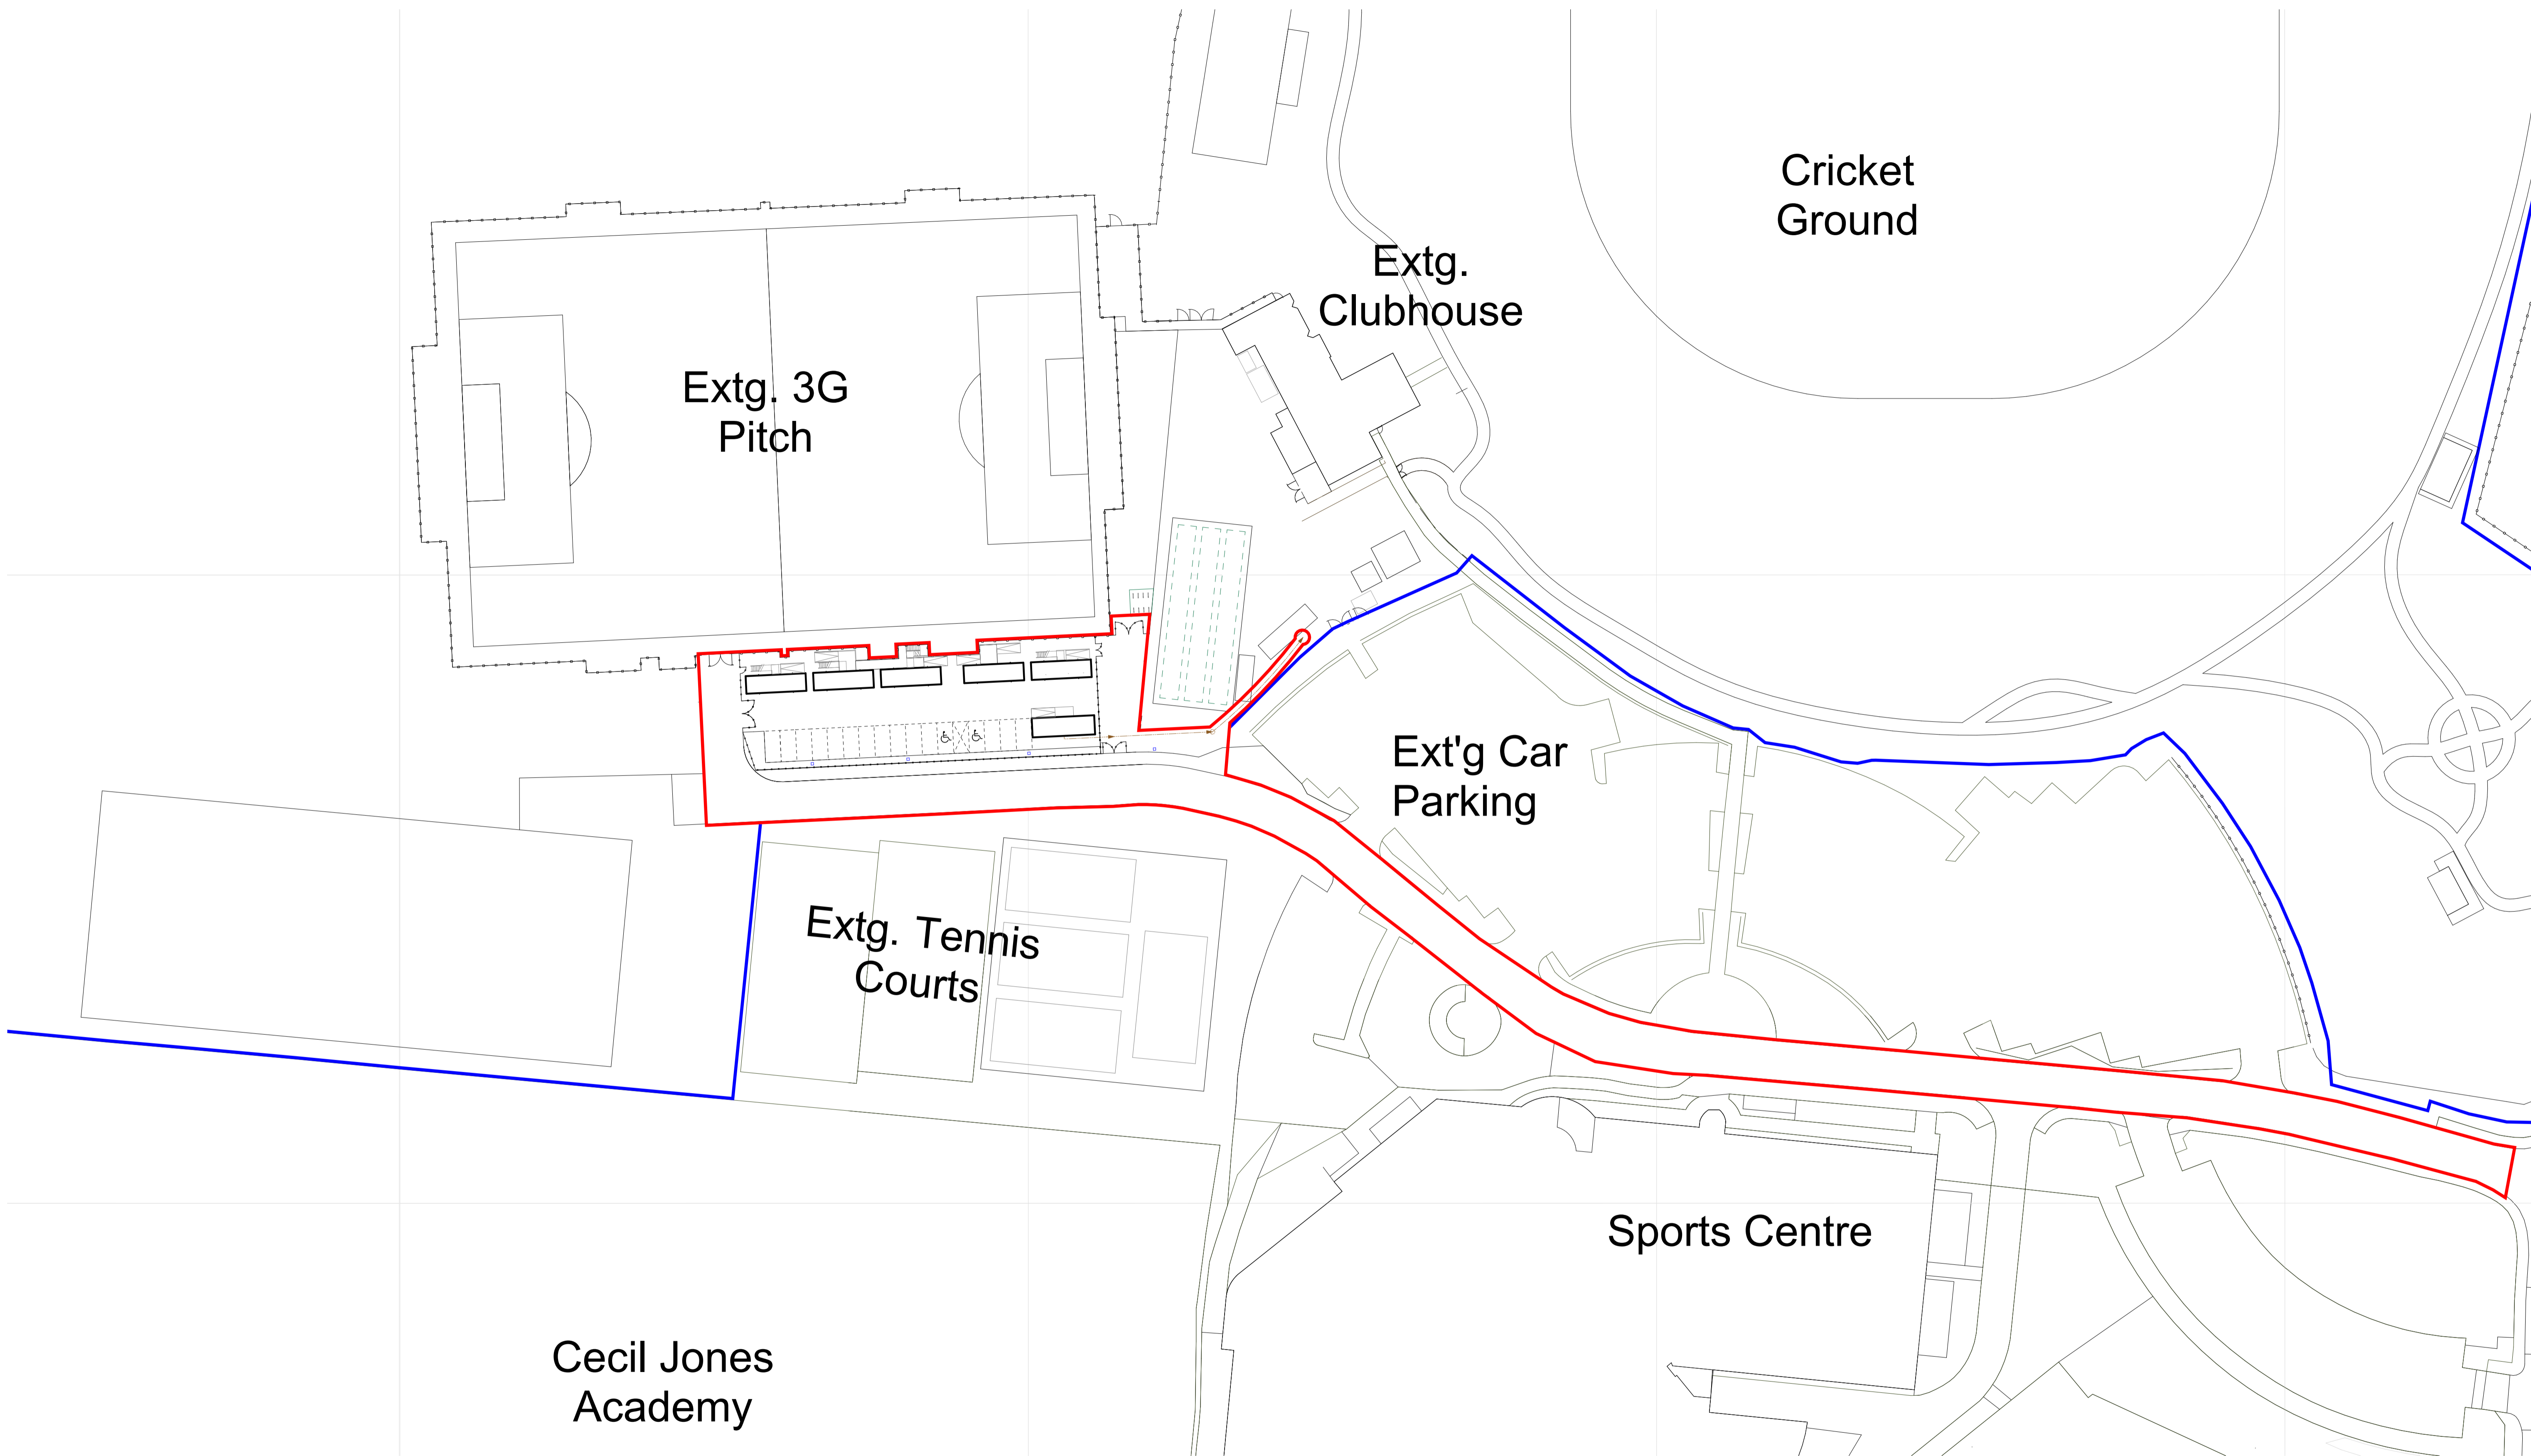 Cricket
Ground
Extg.
Clubhouse
Extg. 3G
Pitch
Ext'g Car
Parking
Extg. Tennis
Courts
Sports Centre
Cecil Jones
Academy